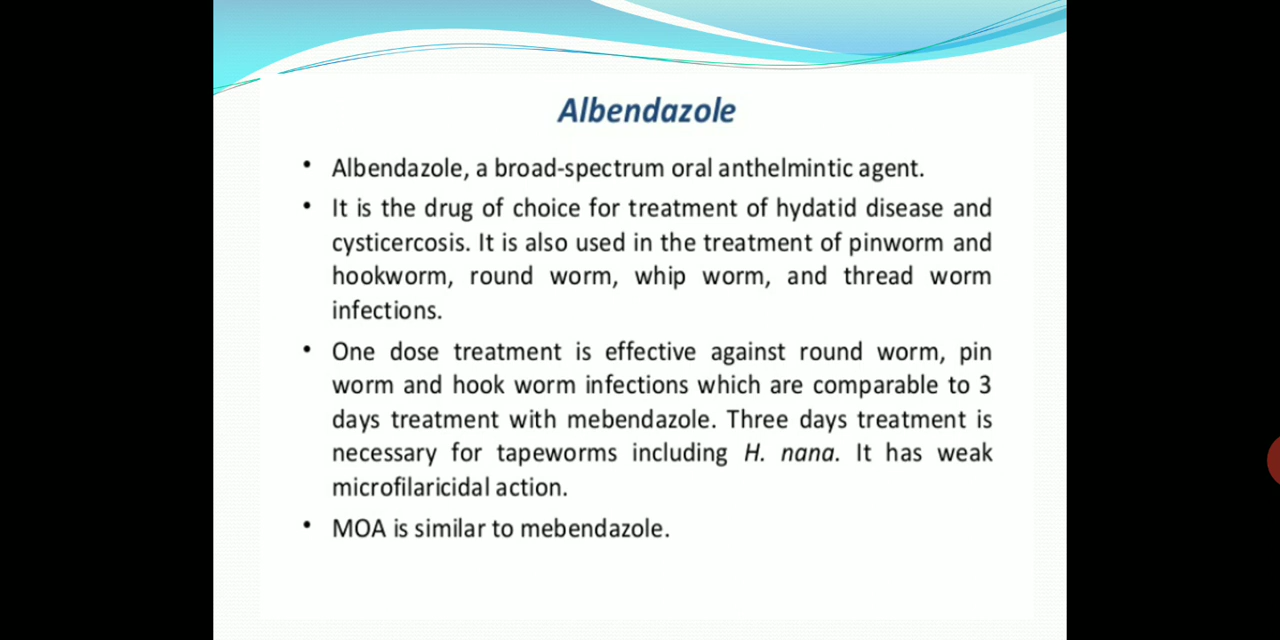 Albendazole
• Albendazole, a broad-spectrum oral anthelmintic agent.
• It is the drug of choice for treatment of hydatid disease and
cysticercosis. It is also used in the treatment of pinworm and
hookworm, round worm, whip worm, and thread worm
infections.
• One dose treatment is effective against round worm, pin
worm and hook worm infections which are comparable to 3
days treatment with mebendazole. Three days treatment is
necessary for tapeworms including H. nana. It has weak
microfilaricidal action.
• MOA is similar to mebendazole.